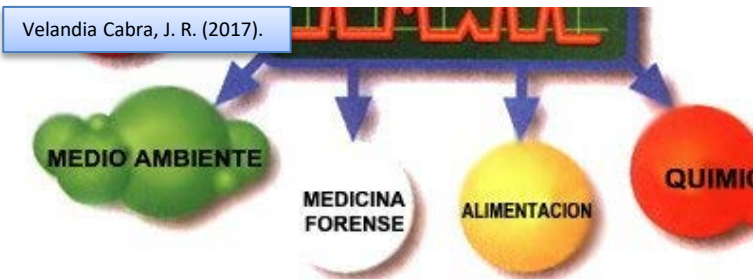 Velandia Cabra, J. R. (2017).
MEDIO AMBIENTE
MEDICINA
FORENSE
ALIMENTACION